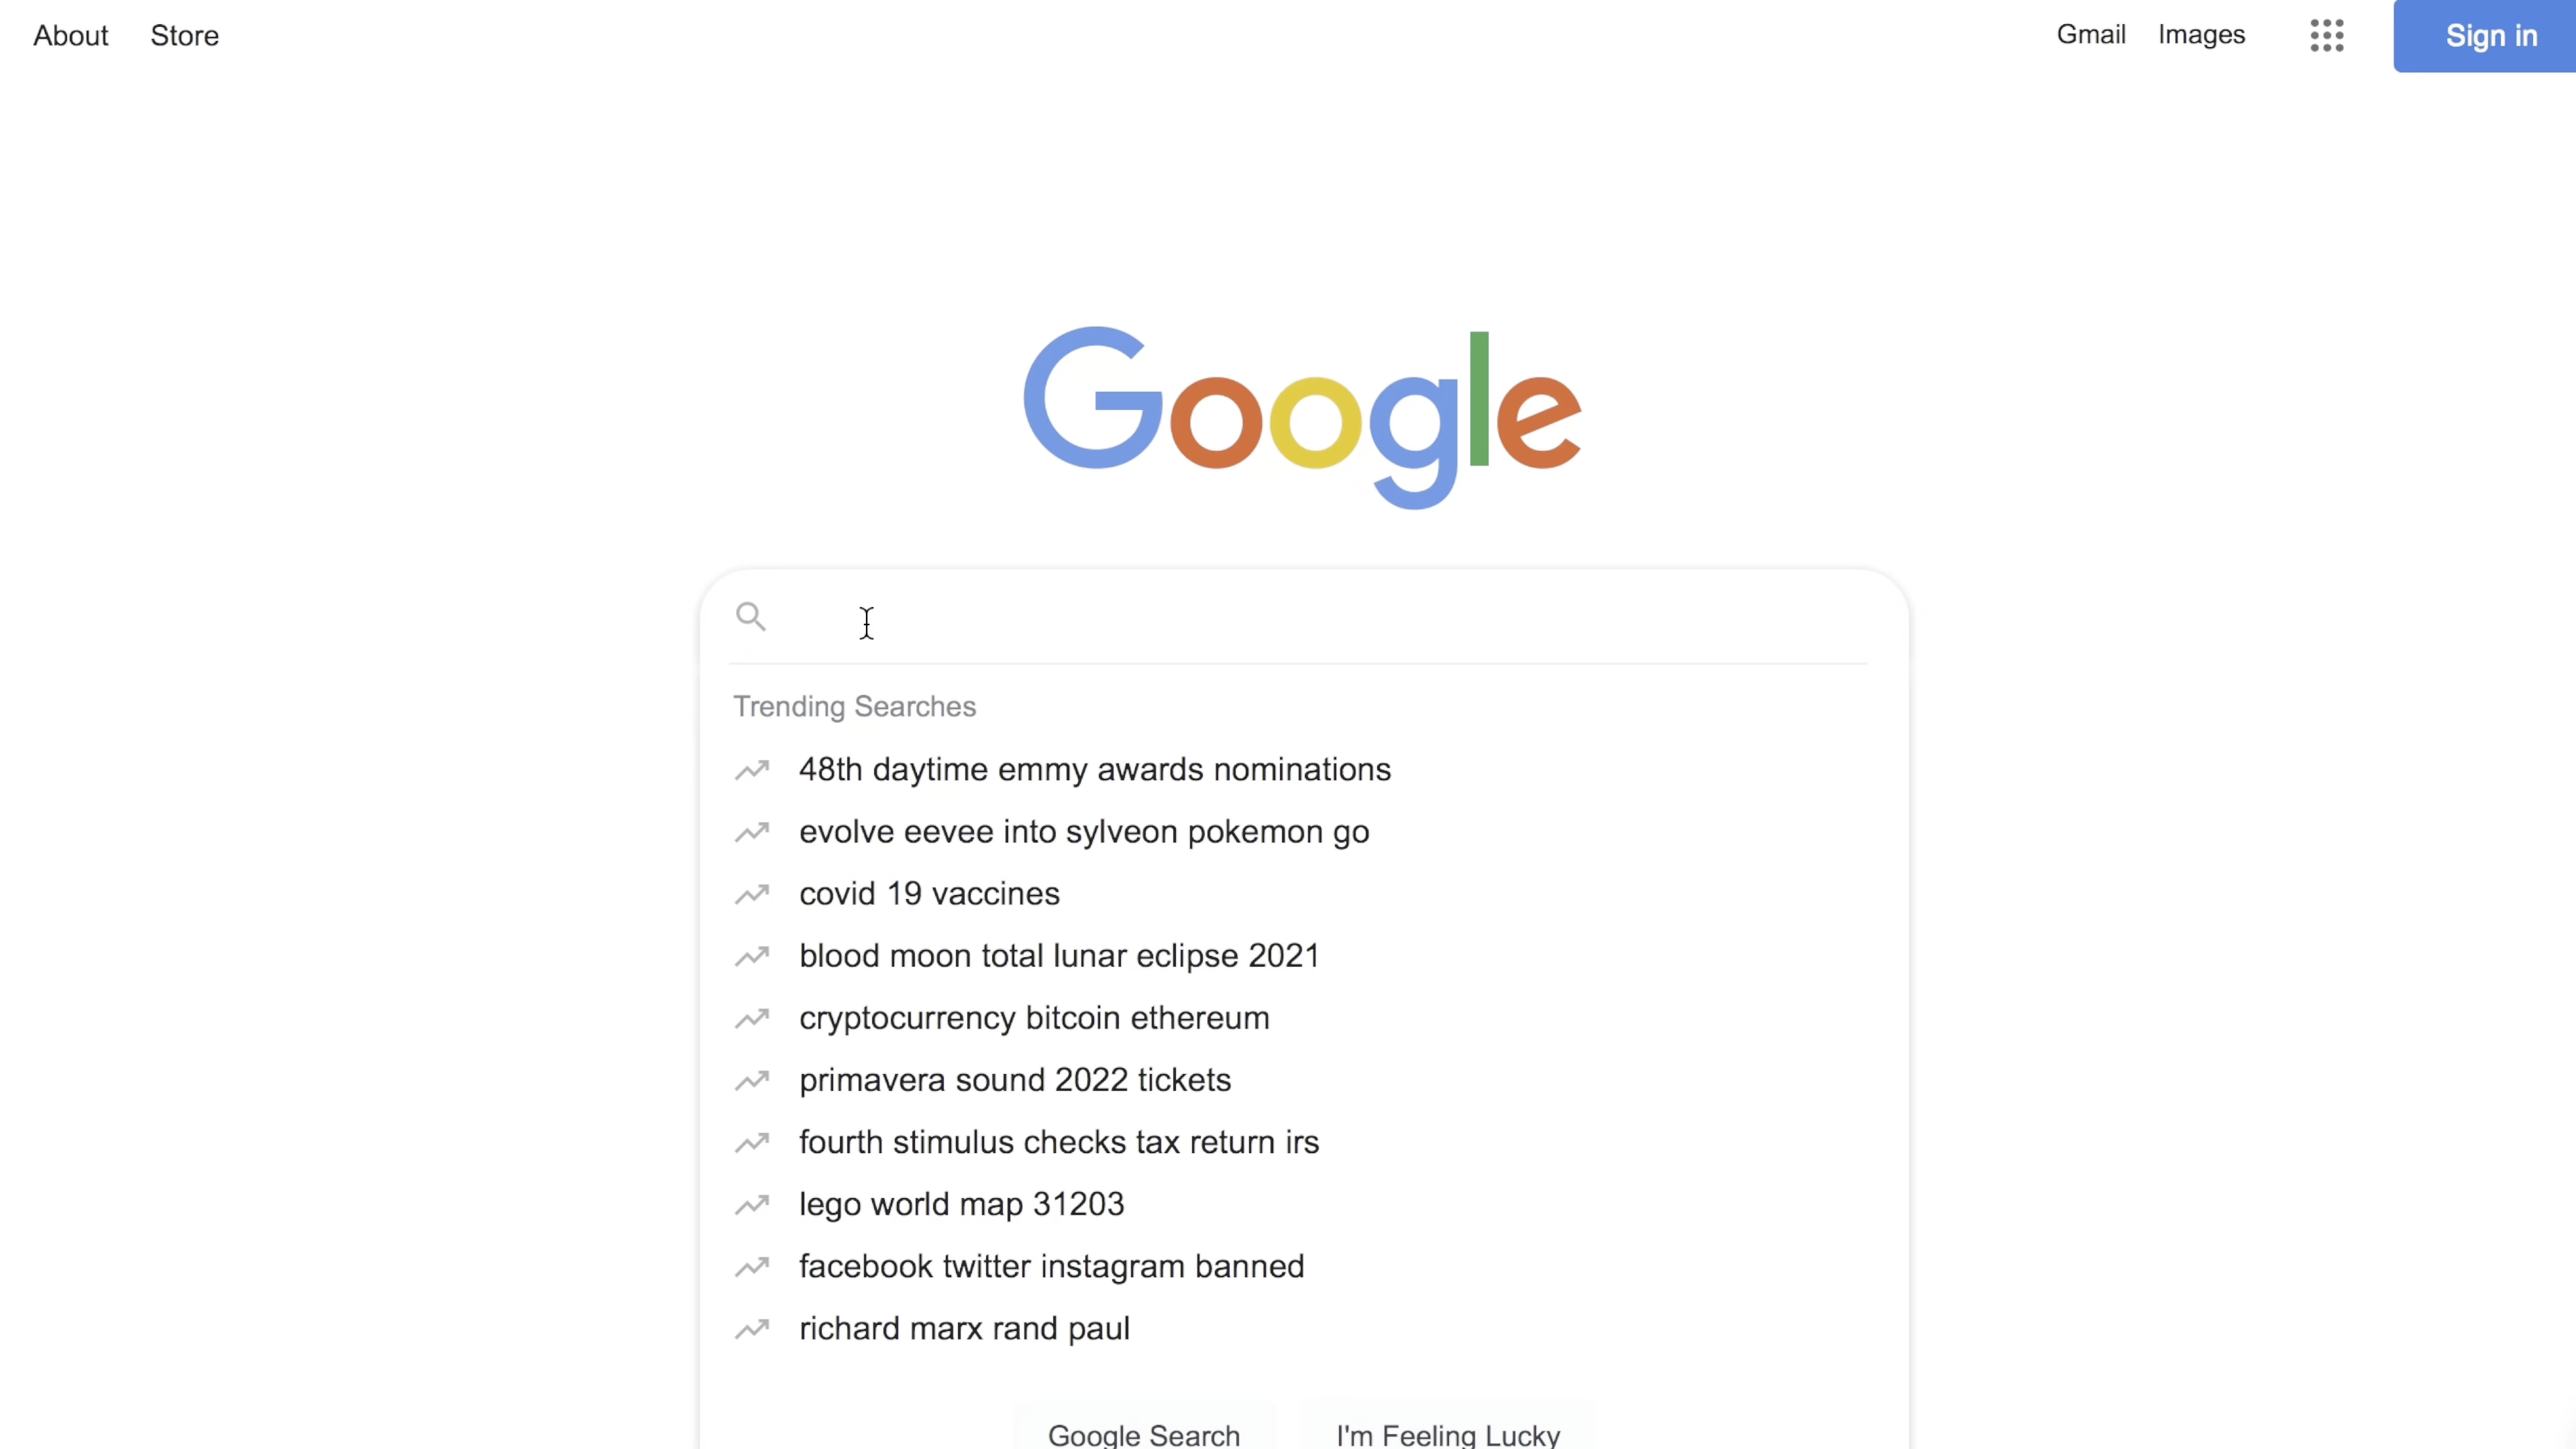 About Store Gmail Images Sign in
Google
Trending Searches
48th daytime emmy awards nominations
evolve eevee into sylveon pokemon go
covid 19 vaccines
blood moon total lunar eclipse 2021
cryptocurrency bitcoin ethereum
primavera sound 2022 tickets
fourth stimulus checks tax return irs
lego world map 31203
facebook twitter instagram banned
richard marx rand paul
Google Search I'm Feeling Lucky